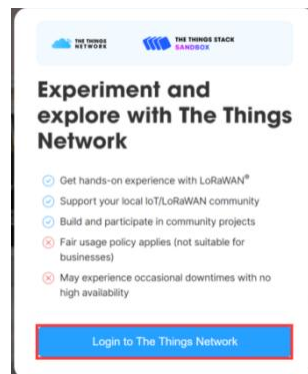 THE THINGS
NETWORK
THE THINGS STACK
SANDBOX
Experiment and
explore with The Things
Network
Get hands-on experience with LoRaWAN®
Support your local IoT/LoRaWAN community
Build and participate in community projects
Fair usage policy applies (not suitable for
businesses)
May experience occasional downtimes with no
high availability
Login to The Things Network